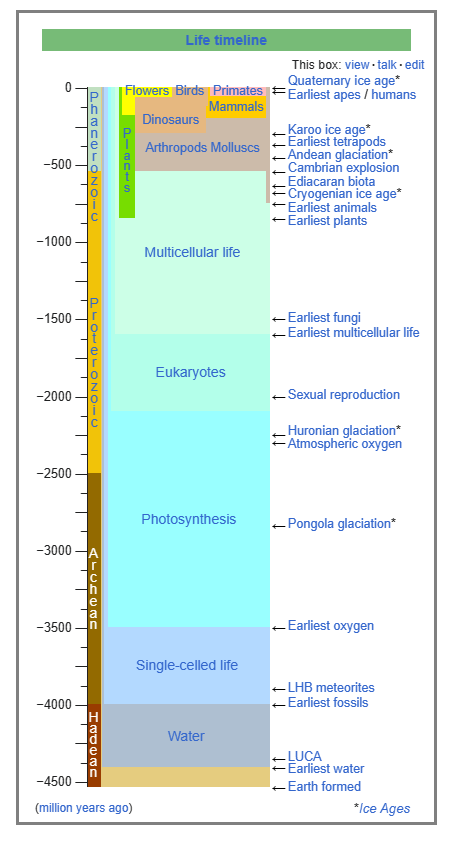 Life timeline
This box: view · talk · edit
0
−500
−1000
−1500
−2000
−2500
−3000
−3500
−4000
−4500
Phanerozoic
Proterozoic
Archean
Hadean
Flowers Birds Primates
Mammals
Plants
Dinosaurs
Arthropods Molluscs
Multicellular life
Eukaryotes
Photosynthesis
Single-celled life
Water
← Quaternary ice age*
← Earliest apes / humans
← Karoo ice age*
← Earliest tetrapods
← Andean glaciation*
← Cambrian explosion
← Ediacaran biota
← Cryogenian ice age*
← Earliest animals
← Earliest plants
← Earliest fungi
← Earliest multicellular life
← Sexual reproduction
← Huronian glaciation*
← Atmospheric oxygen
← Pongola glaciation*
← Earliest oxygen
← LHB meteorites
← Earliest fossils
← LUCA
← Earliest water
← Earth formed
(million years ago)
*Ice Ages